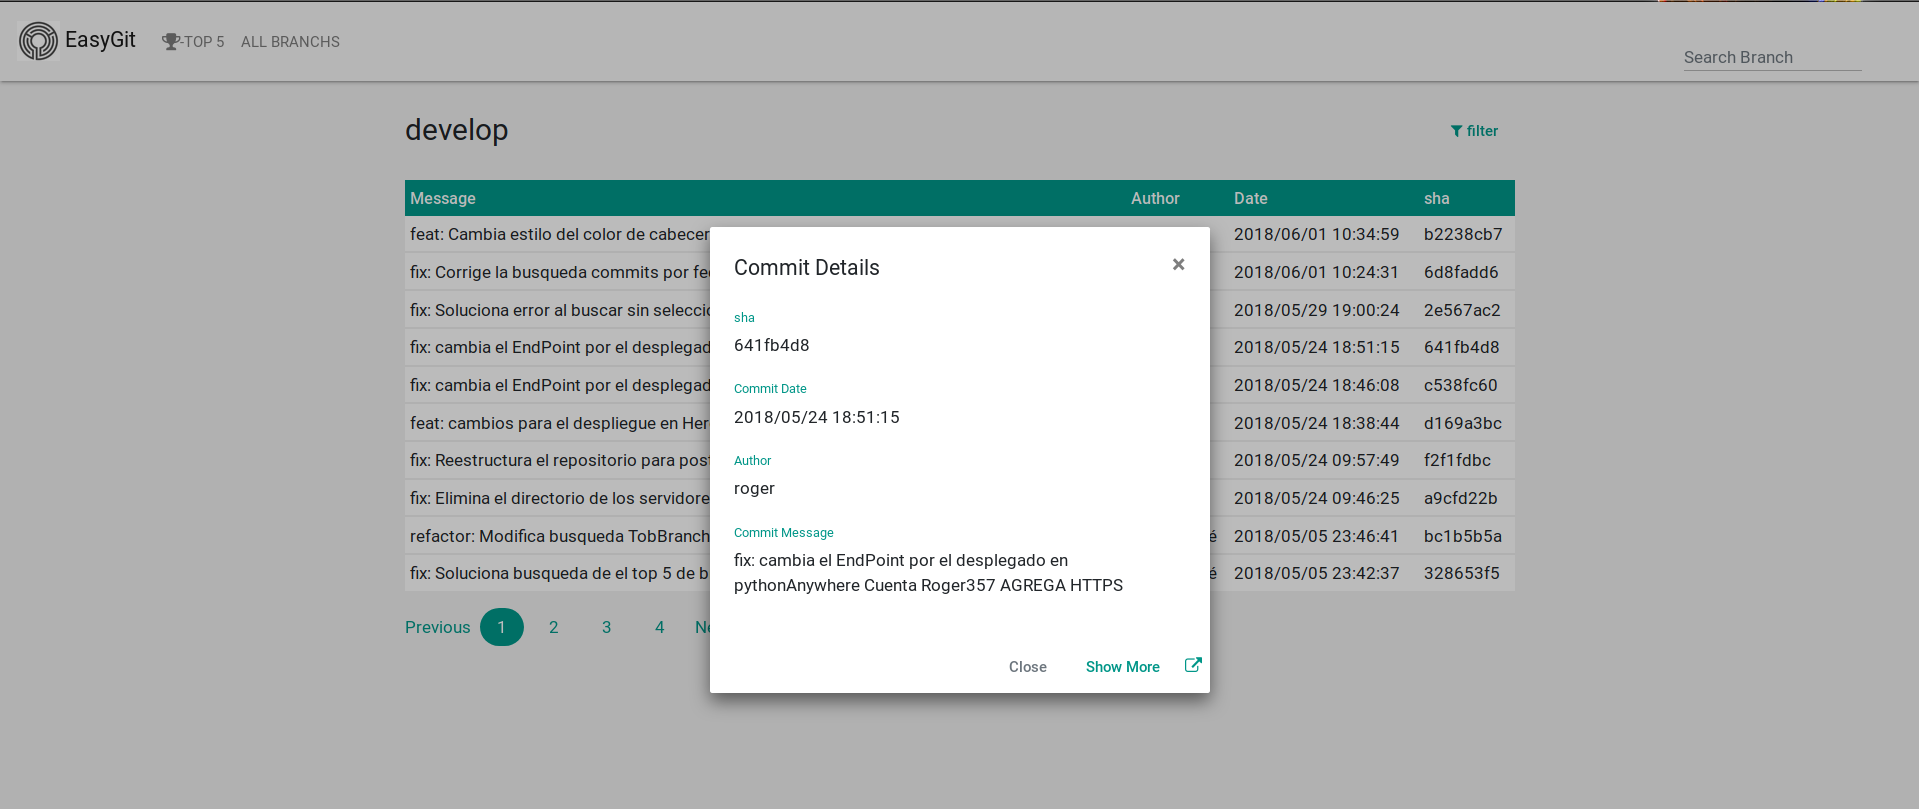 EasyGit
-TOP 5
ALL BRANCHS
Search Branch
develop
filter
Message Author Date sha
feat: Cambia estilo del color de 2018/06/01 10:34:59 b2238cb7
fix: Corrige la busqueda commits por 2018/06/01 10:24:31 6d8fadd6
fix: Soluciona error al buscar sin 2018/05/29 19:00:24 2e567ac2
fix: cambia el EndPoint por el 2018/05/24 18:51:15 641fb4d8
fix: cambia el EndPoint por el 2018/05/24 18:46:08 c538fc60
feat: cambios para el despliegue en 2018/05/24 18:38:44 d169a3bc
fix: Reestructura el repositorio para 2018/05/24 09:57:49 f2f1fdbc
fix: Elimina el directorio de los 2018/05/24 09:46:25 a9cfd22b
refactor: Modifica busqueda 2018/05/05 23:46:41 bc1b5b5a
fix: Soluciona busqueda de el top 5 de 2018/05/05 23:42:37 328653f5
Previous 1 2 3 4
Commit Details ×
sha
641fb4d8
Commit Date
2018/05/24 18:51:15
Author
roger
Commit Message
fix: cambia el EndPoint por el desplegado en
pythonAnywhere Cuenta Roger357 AGREGA HTTPS
Close Show More